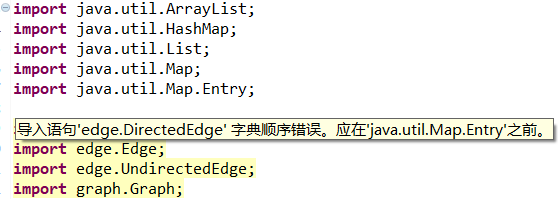 import java.util.ArrayList;
import java.util.HashMap;
import java.util.List;
import java.util.Map;
import java.util.Map.Entry;
导入语句'edge.DirectedEdge' 字典顺序错误。应在'java.util.Map.Entry'之前。
import edge.Edge;
import edge.UndirectedEdge;
import graph.Graph;